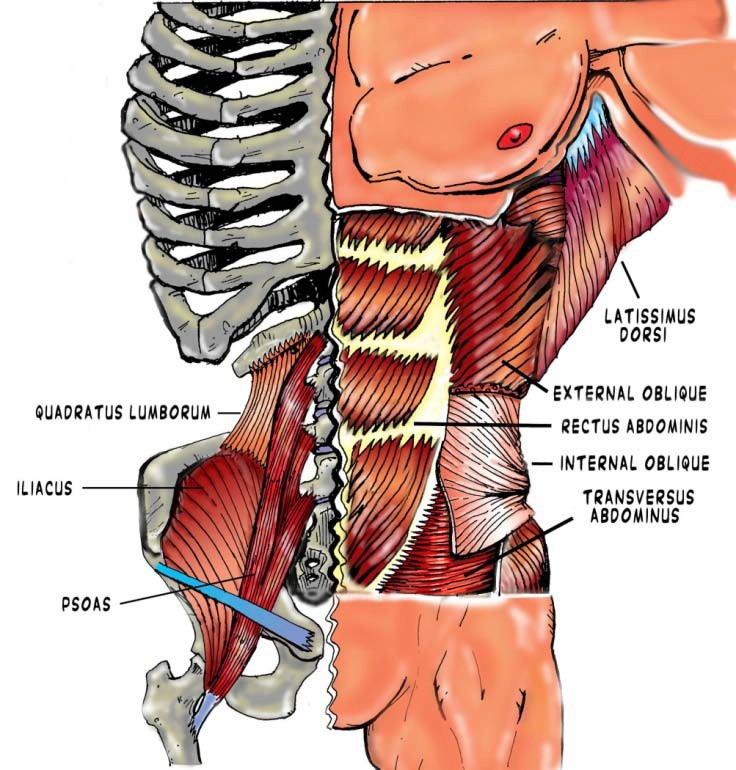 LATISSIMUS
DORSI
EXTERNAL OBLIQUE
QUADRATUS LUMBORUM
RECTUS ABDOMINIS
INTERNAL OBLIQUE
ILIACUS
TRANSVERSUS
ABDOMINUS
PSOAS